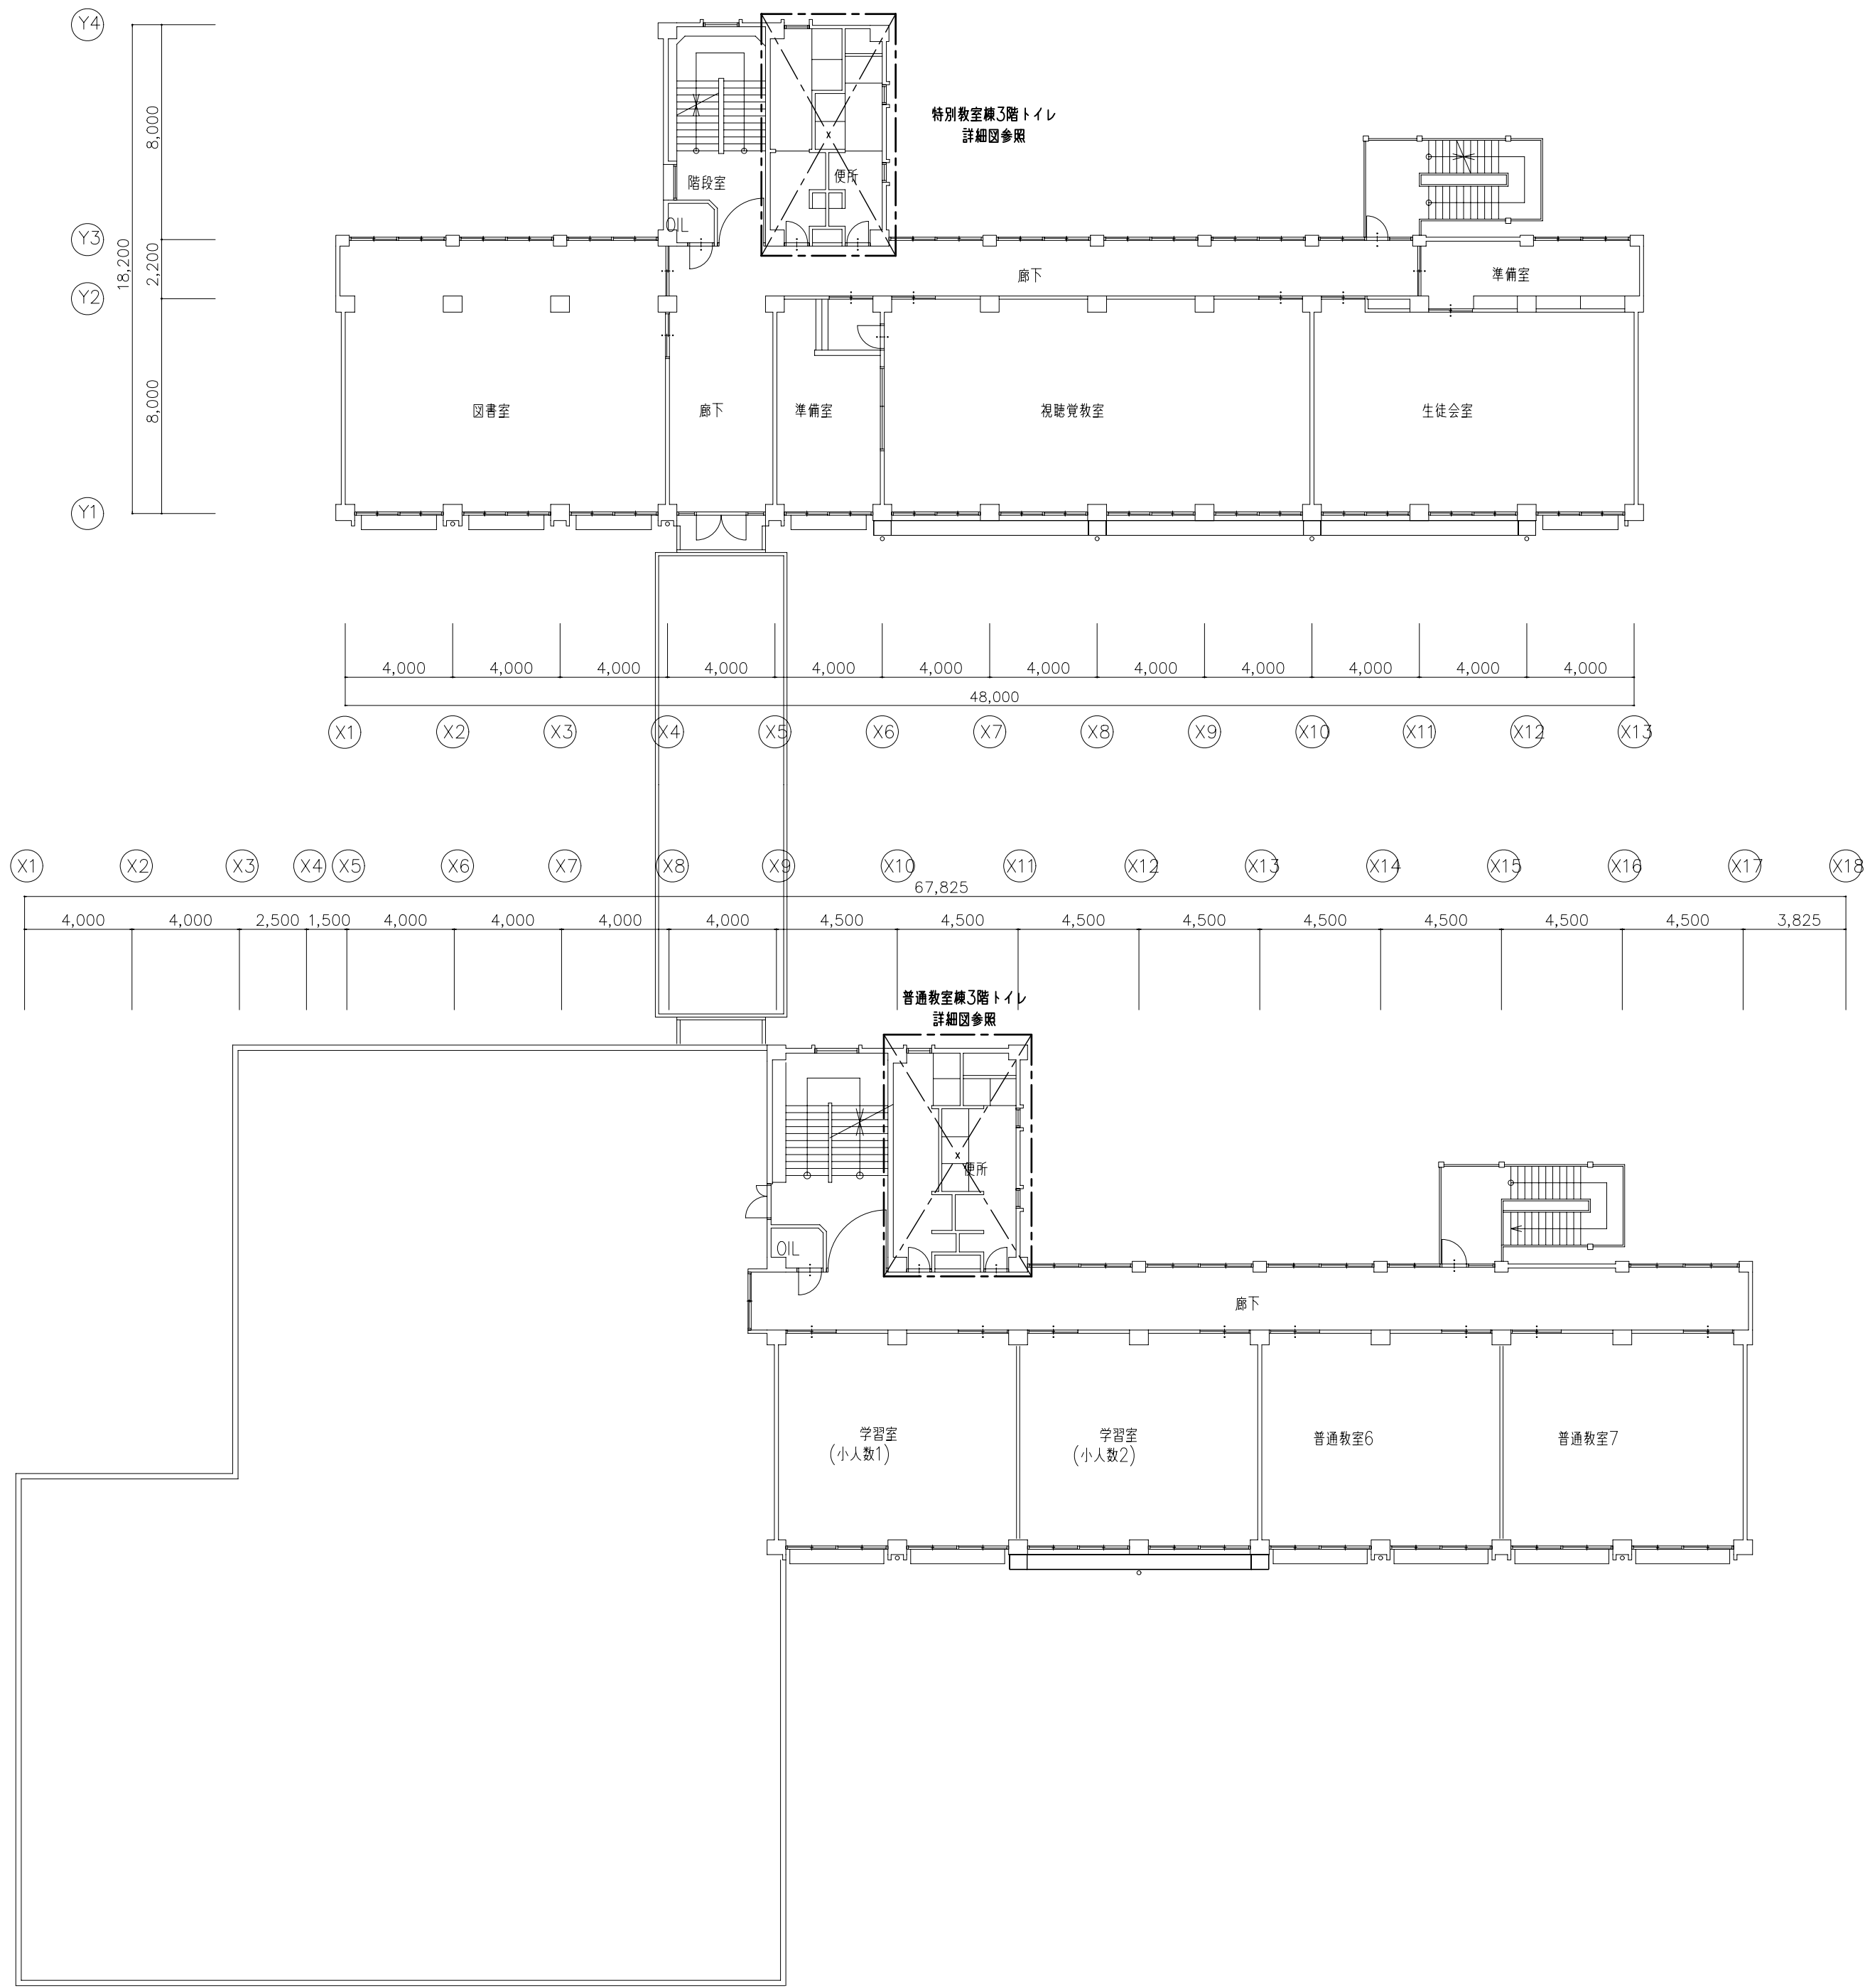 Y4
8,000
特別教室棟3階トイレ
詳細図参照
便所
階段室
OIL
Y3
18,200
2,200
廊下
準備室
Y2
8,000
図書室
廊下
準備室
視聴覚教室
生徒会室
Y1
4,000 4,000 4,000 4,000 4,000 4,000 4,000 4,000 4,000 4,000 4,000 4,000
48,000
X1 X2 X3 X4 X5 X6 X7 X8 X9 X10 X11 X12 X13
X1 X2 X3 X4 X5 X6 X7 X8 X9 X10 X11 X12 X13 X14 X15 X16 X17 X18
67,825
4,000 4,000 2,500 1,500 4,000 4,000 4,000 4,000 4,500 4,500 4,500 4,500 4,500 4,500 4,500 4,500 3,825
普通教室棟3階トイレ
詳細図参照
便所
OIL
廊下
学習室
(小人数1)
学習室
(小人数2)
普通教室6
普通教室7